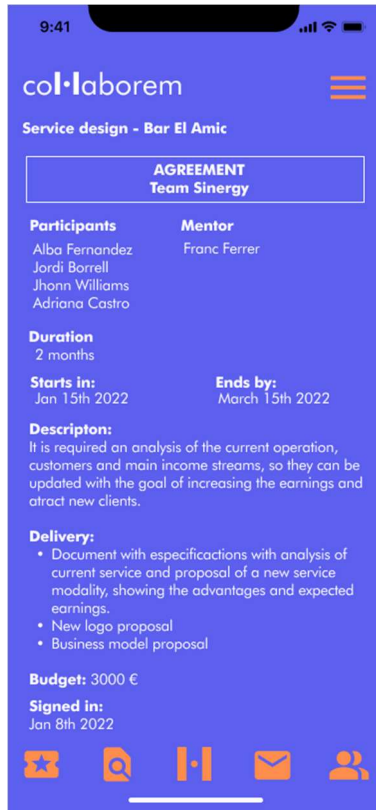 9:41
col·laborem
Service design - Bar El Amic
AGREEMENT
Team Sinergy
Participants
Mentor
Alba Fernandez
Franc Ferrer
Jordi Borrell
Jhonn Williams
Adriana Castro
Duration
2 months
Starts in:
Ends by:
Jan 15th 2022
March 15th 2022
Descripton:
It is required an analysis of the current operation,
customers and main income streams, so they can be
updated with the goal of increasing the earnings and
atract new clients.
Delivery:
• Document with especificactions with analysis of
current service and proposal of a new service
modality, showing the advantages and expected
earnings.
• New logo proposal
• Business model proposal
Budget: 3000 €
Signed in:
Jan 8th 2022
l·l